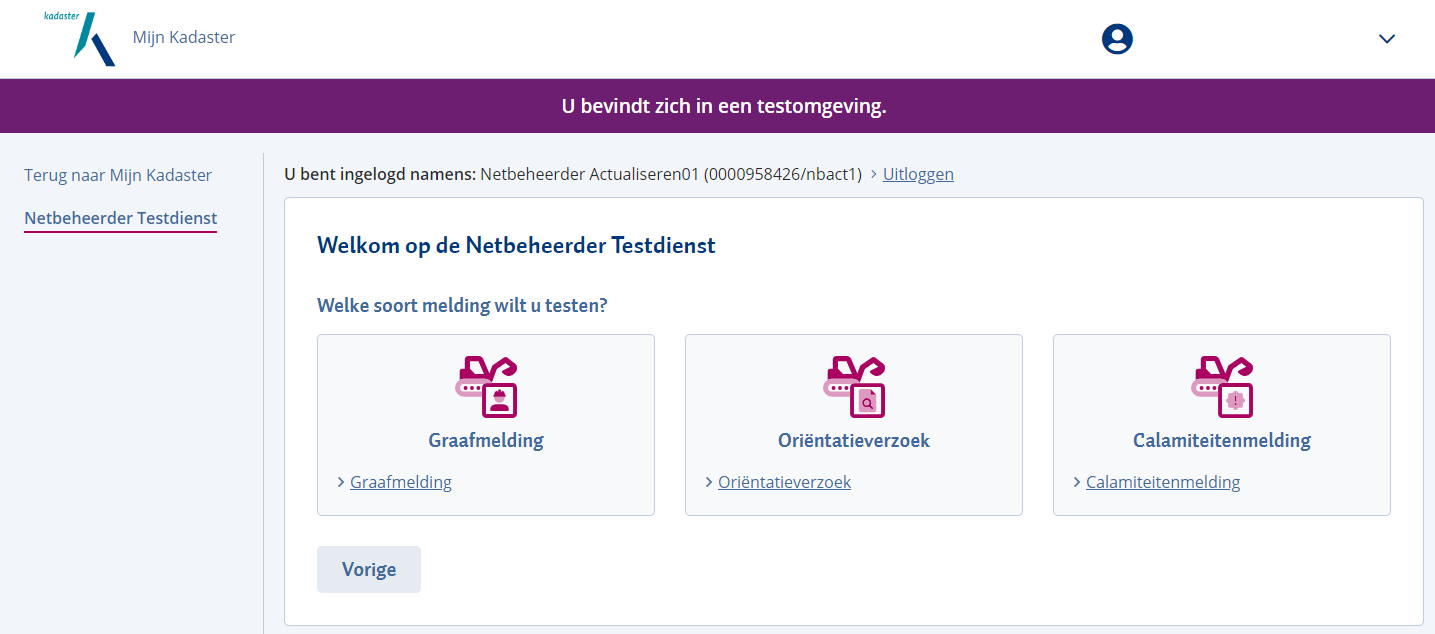 kadaster
Mijn Kadaster
U bevindt zich in een testomgeving.
Terug naar Mijn Kadaster
Netbeheerder Testdienst
U bent ingelogd namens: Netbeheerder Actualiseren01 (0000958426/nbact1) > Uitloggen
Welkom op de Netbeheerder Testdienst
Welke soort melding wilt u testen?
Graafmelding
> Graafmelding
Oriëntatieverzoek
> Oriëntatieverzoek
Calamiteitenmelding
> Calamiteitenmelding
Vorige